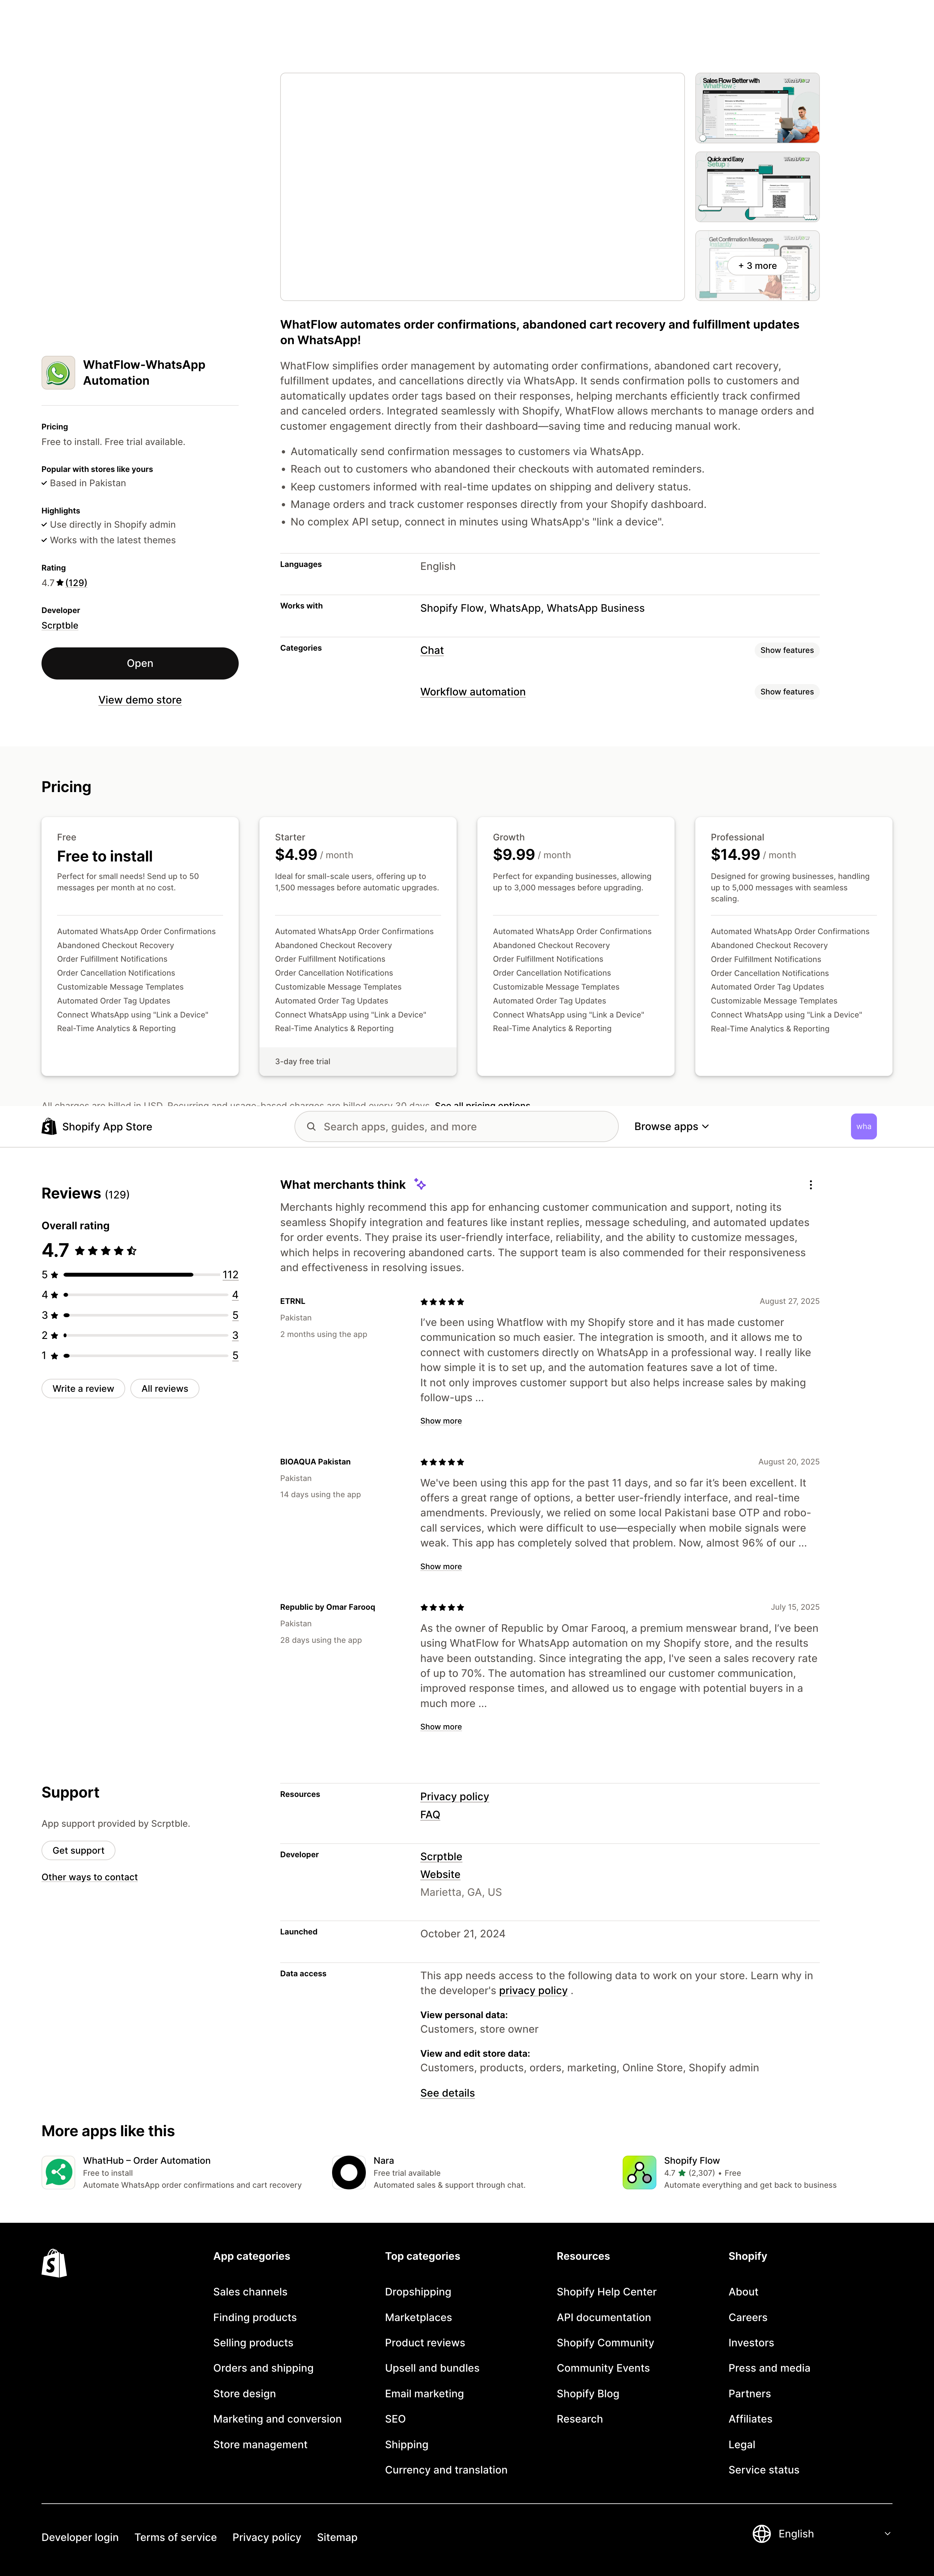 Sales Flow Better with
WhatFlow
WhatFlow
Quick and Easy
Setup
WhatFlow
Get Confirmation Messages
Instantly
WhatFlow
+ 3 more
WhatFlow-WhatsApp
Automation
Pricing
Free to install. Free trial available.
Popular with stores like yours
Based in Pakistan
Highlights
Use directly in Shopify admin
Works with the latest themes
Rating
4.7 (129)
Developer
Scrptble
Open
View demo store
WhatFlow automates order confirmations, abandoned cart recovery and fulfillment updates
on WhatsApp!
WhatFlow simplifies order management by automating order confirmations, abandoned cart recovery,
fulfillment updates, and cancellations directly via WhatsApp. It sends confirmation polls to customers and
automatically updates order tags based on their responses, helping merchants efficiently track confirmed
and canceled orders. Integrated seamlessly with Shopify, WhatFlow allows merchants to manage orders and
customer engagement directly from their dashboard—saving time and reducing manual work.
• Automatically send confirmation messages to customers via WhatsApp.
• Reach out to customers who abandoned their checkouts with automated reminders.
• Keep customers informed with real-time updates on shipping and delivery status.
• Manage orders and track customer responses directly from your Shopify dashboard.
• No complex API setup, connect in minutes using WhatsApp's "link a device".
Languages
English
Works with
Shopify Flow, WhatsApp, WhatsApp Business
Categories
Chat
Show features
Workflow automation
Show features
Pricing
Free
Free to install
Perfect for small needs! Send up to 50
messages per month at no cost.
Automated WhatsApp Order Confirmations
Abandoned Checkout Recovery
Order Fulfillment Notifications
Order Cancellation Notifications
Customizable Message Templates
Automated Order Tag Updates
Connect WhatsApp using "Link a Device"
Real-Time Analytics & Reporting
Starter
$4.99 / month
Ideal for small-scale users, offering up to
1,500 messages before automatic upgrades.
Automated WhatsApp Order Confirmations
Abandoned Checkout Recovery
Order Fulfillment Notifications
Order Cancellation Notifications
Customizable Message Templates
Automated Order Tag Updates
Connect WhatsApp using "Link a Device"
Real-Time Analytics & Reporting
3-day free trial
Growth
$9.99 / month
Perfect for expanding businesses, allowing
up to 3,000 messages before upgrading.
Automated WhatsApp Order Confirmations
Abandoned Checkout Recovery
Order Fulfillment Notifications
Order Cancellation Notifications
Customizable Message Templates
Automated Order Tag Updates
Connect WhatsApp using "Link a Device"
Real-Time Analytics & Reporting
Professional
$14.99 / month
Designed for growing businesses, handling
up to 5,000 messages with seamless
scaling.
Automated WhatsApp Order Confirmations
Abandoned Checkout Recovery
Order Fulfillment Notifications
Order Cancellation Notifications
Automated Order Tag Updates
Customizable Message Templates
Connect WhatsApp using "Link a Device"
Real-Time Analytics & Reporting
All charges are billed in USD. Recurring and usage-based charges are billed every 30 days. See all pricing options
Shopify App Store
Search apps, guides, and more
Browse apps
wha
Reviews (129)
Overall rating
4.7
5 112
4 4
3 5
2 3
1 5
Write a review
All reviews
What merchants think
Merchants highly recommend this app for enhancing customer communication and support, noting its
seamless Shopify integration and features like instant replies, message scheduling, and automated updates
for order events. They praise its user-friendly interface, reliability, and the ability to customize messages,
which helps in recovering abandoned carts. The support team is also commended for their responsiveness
and effectiveness in resolving issues.
ETRNL
Pakistan
2 months using the app
August 27, 2025
I've been using Whatflow with my Shopify store and it has made customer
communication so much easier. The integration is smooth, and it allows me to
connect with customers directly on WhatsApp in a professional way. I really like
how simple it is to set up, and the automation features save a lot of time.
It not only improves customer support but also helps increase sales by making
follow-ups ...
Show more
BIOAQUA Pakistan
Pakistan
14 days using the app
August 20, 2025
We've been using this app for the past 11 days, and so far it's been excellent. It
offers a great range of options, a better user-friendly interface, and real-time
amendments. Previously, we relied on some local Pakistani base OTP and robo-
call services, which were difficult to use—especially when mobile signals were
weak. This app has completely solved that problem. Now, almost 96% of our ...
Show more
Republic by Omar Farooq
Pakistan
28 days using the app
July 15, 2025
As the owner of Republic by Omar Farooq, a premium menswear brand, I've been
using WhatFlow for WhatsApp automation on my Shopify store, and the results
have been outstanding. Since integrating the app, I've seen a sales recovery rate
of up to 70%. The automation has streamlined our customer communication,
improved response times, and allowed us to engage with potential buyers in a
much more ...
Show more
Support
App support provided by Scrptble.
Get support
Other ways to contact
Resources
Privacy policy
FAQ
Developer
Scrptble
Website
Marietta, GA, US
Launched
October 21, 2024
Data access
This app needs access to the following data to work on your store. Learn why in
the developer's privacy policy .
View personal data:
Customers, store owner
View and edit store data:
Customers, products, orders, marketing, Online Store, Shopify admin
See details
More apps like this
WhatHub – Order Automation
Free to install
Automate WhatsApp order confirmations and cart recovery
Nara
Free trial available
Automated sales & support through chat.
Shopify Flow
4.7 (2,307) • Free
Automate everything and get back to business
App categories
Sales channels
Finding products
Selling products
Orders and shipping
Store design
Marketing and conversion
Store management
Top categories
Dropshipping
Marketplaces
Product reviews
Upsell and bundles
Email marketing
SEO
Shipping
Currency and translation
Resources
Shopify Help Center
API documentation
Shopify Community
Community Events
Shopify Blog
Research
Shopify
About
Careers
Investors
Press and media
Partners
Affiliates
Legal
Service status
Developer login
Terms of service
Privacy policy
Sitemap
English